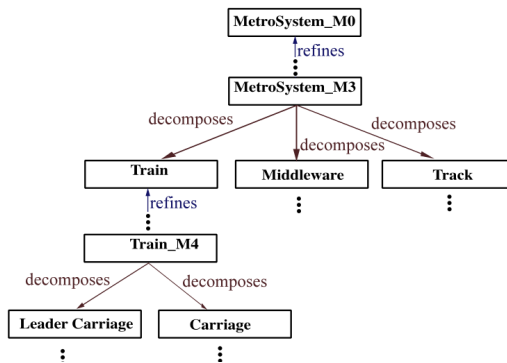 MetroSystem_M0
refines
MetroSystem_M3
decomposes
decomposes
decomposes
Train
Middleware
Track
refines
Train_M4
decomposes
decomposes
Leader Carriage
Carriage